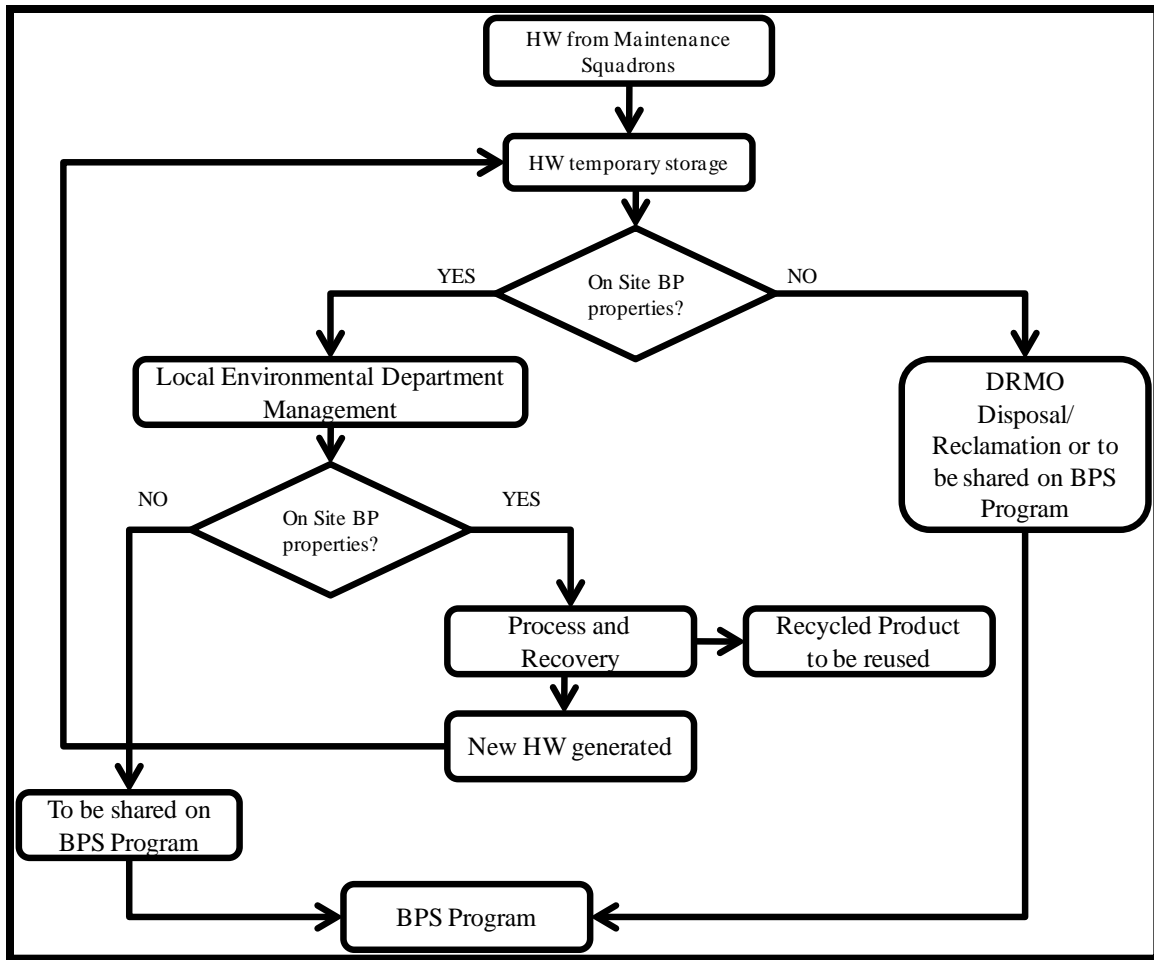 HW from Maintenance
Squadrons
HW temporary storage
YES
On Site BP
properties?
NO
Local Environmental Department
Management
DRMO
Disposal/
Reclamation or to
be shared on BPS
Program
NO
On Site BP
properties?
YES
Process and
Recovery
Recycled Product
to be reused
New HW generated
To be shared on
BPS Program
BPS Program